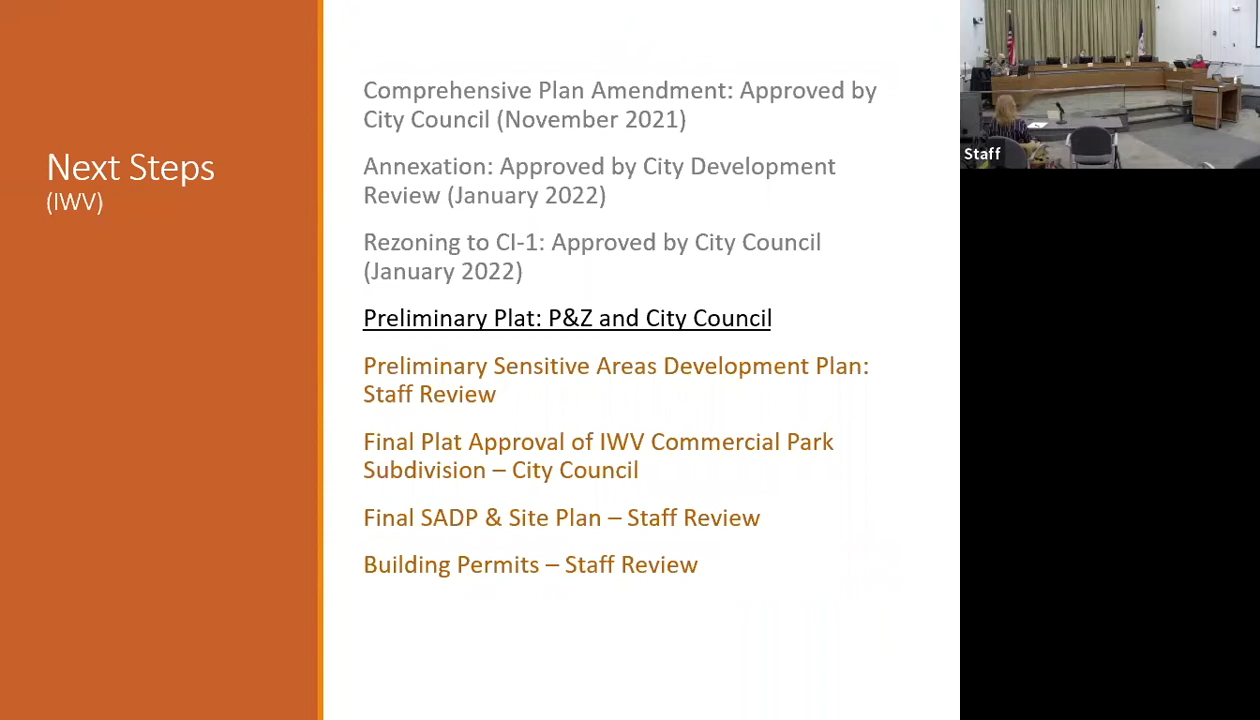 Next Steps
(IWV)
Comprehensive Plan Amendment: Approved by
City Council (November 2021)
Annexation: Approved by City Development
Review (January 2022)
Rezoning to CI-1: Approved by City Council
(January 2022)
Preliminary Plat: P&Z and City Council
Preliminary Sensitive Areas Development Plan:
Staff Review
Final Plat Approval of IWV Commercial Park
Subdivision – City Council
Final SADP & Site Plan – Staff Review
Building Permits – Staff Review
Staff